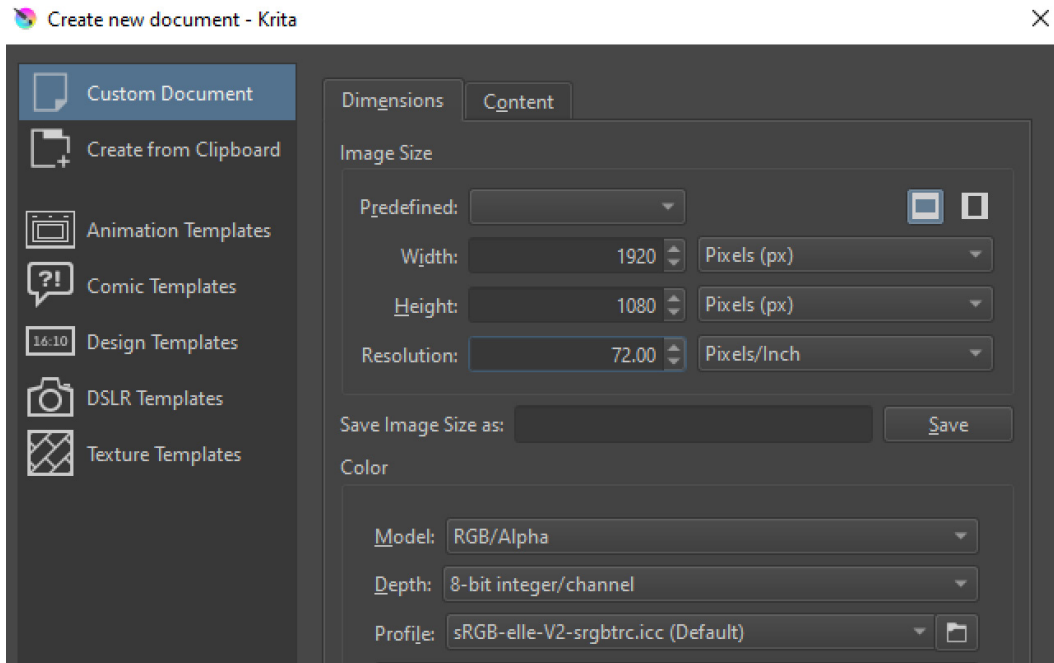 Create new document - Krita
Custom Document
Create from Clipboard
Animation Templates
?!
Comic Templates
16:10 Design Templates
DSLR Templates
Texture Templates
Dimensions Content
Image Size
Predefined:
Width: 1920 Pixels (px)
Height: 1080 Pixels (px)
Resolution: 72.00 Pixels/Inch
Save Image Size as: Save
Color
Model: RGB/Alpha
Depth: 8-bit integer/channel
Profile: sRGB-elle-V2-srgbtrc.icc (Default)